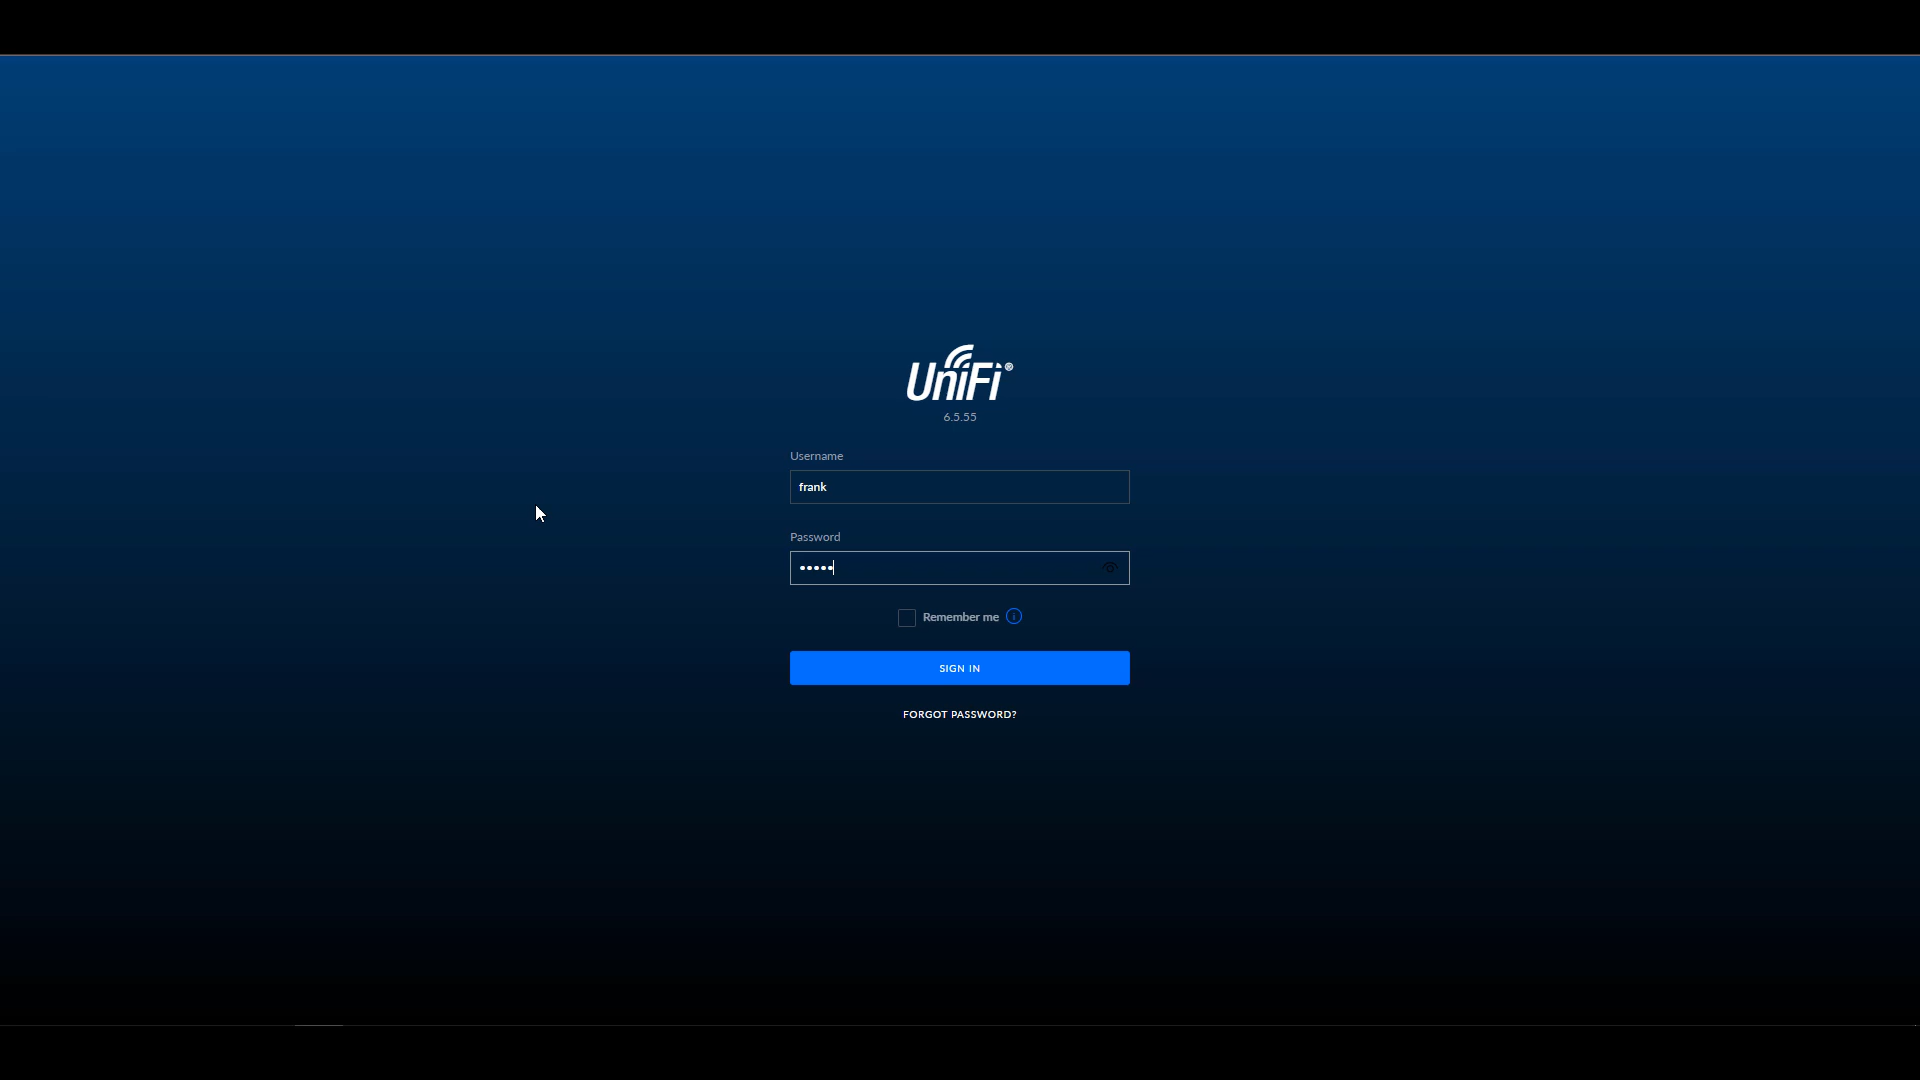 UniFi®
6.5.55
Username
frank
Password
•••••
Remember me
SIGN IN
FORGOT PASSWORD?